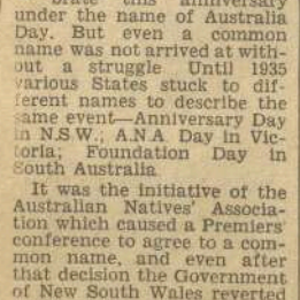 brate this anniversary
under the name of Australia
Day. But even a common
name was not arrived at with-
out a struggle Until 1935
various States stuck to dif-
ferent names to describe the
same event—Anniversary Day
in N.S.W.; A.N.A Day in Vic-
toria; Foundation Day in
South Australia
It was the initiative of the
Australian Natives' Associa-
tion which caused a Premiers'
conference to agree to a com-
mon name, and even after
that decision the Government
of New South Wales reverted